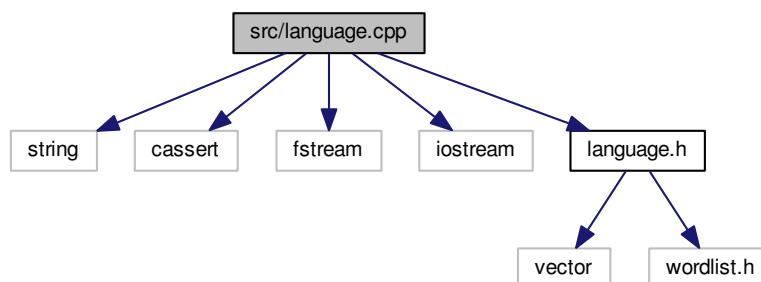 src/language.cpp
string
cassert
fstream
iostream
language.h
vector
wordlist.h